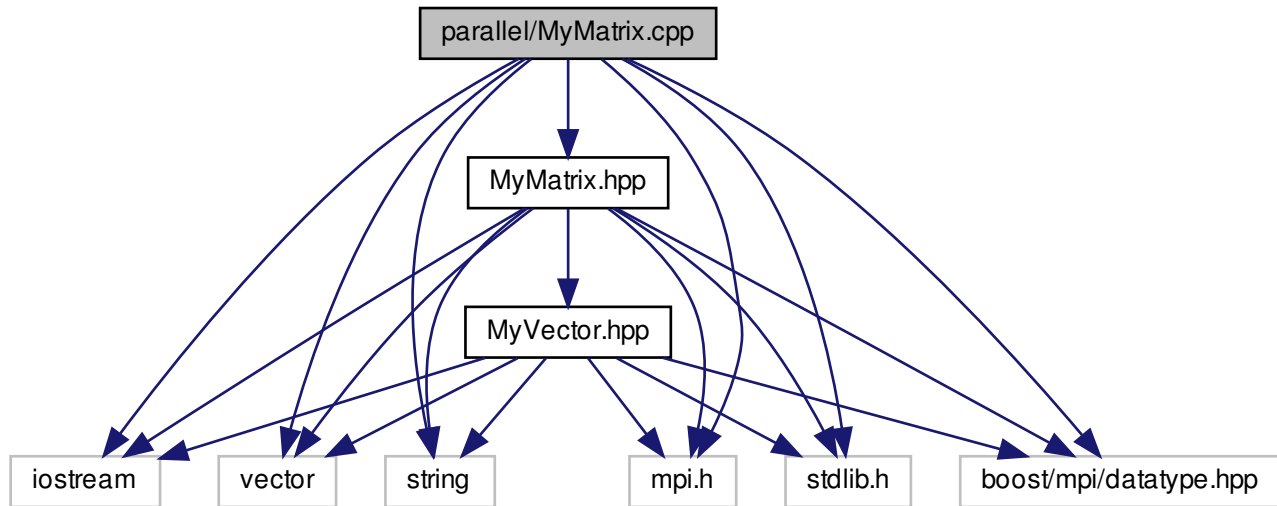 parallel/MyMatrix.cpp
MyMatrix.hpp
MyVector.hpp
iostream
vector
string
mpi.h
stdlib.h
boost/mpi/datatype.hpp